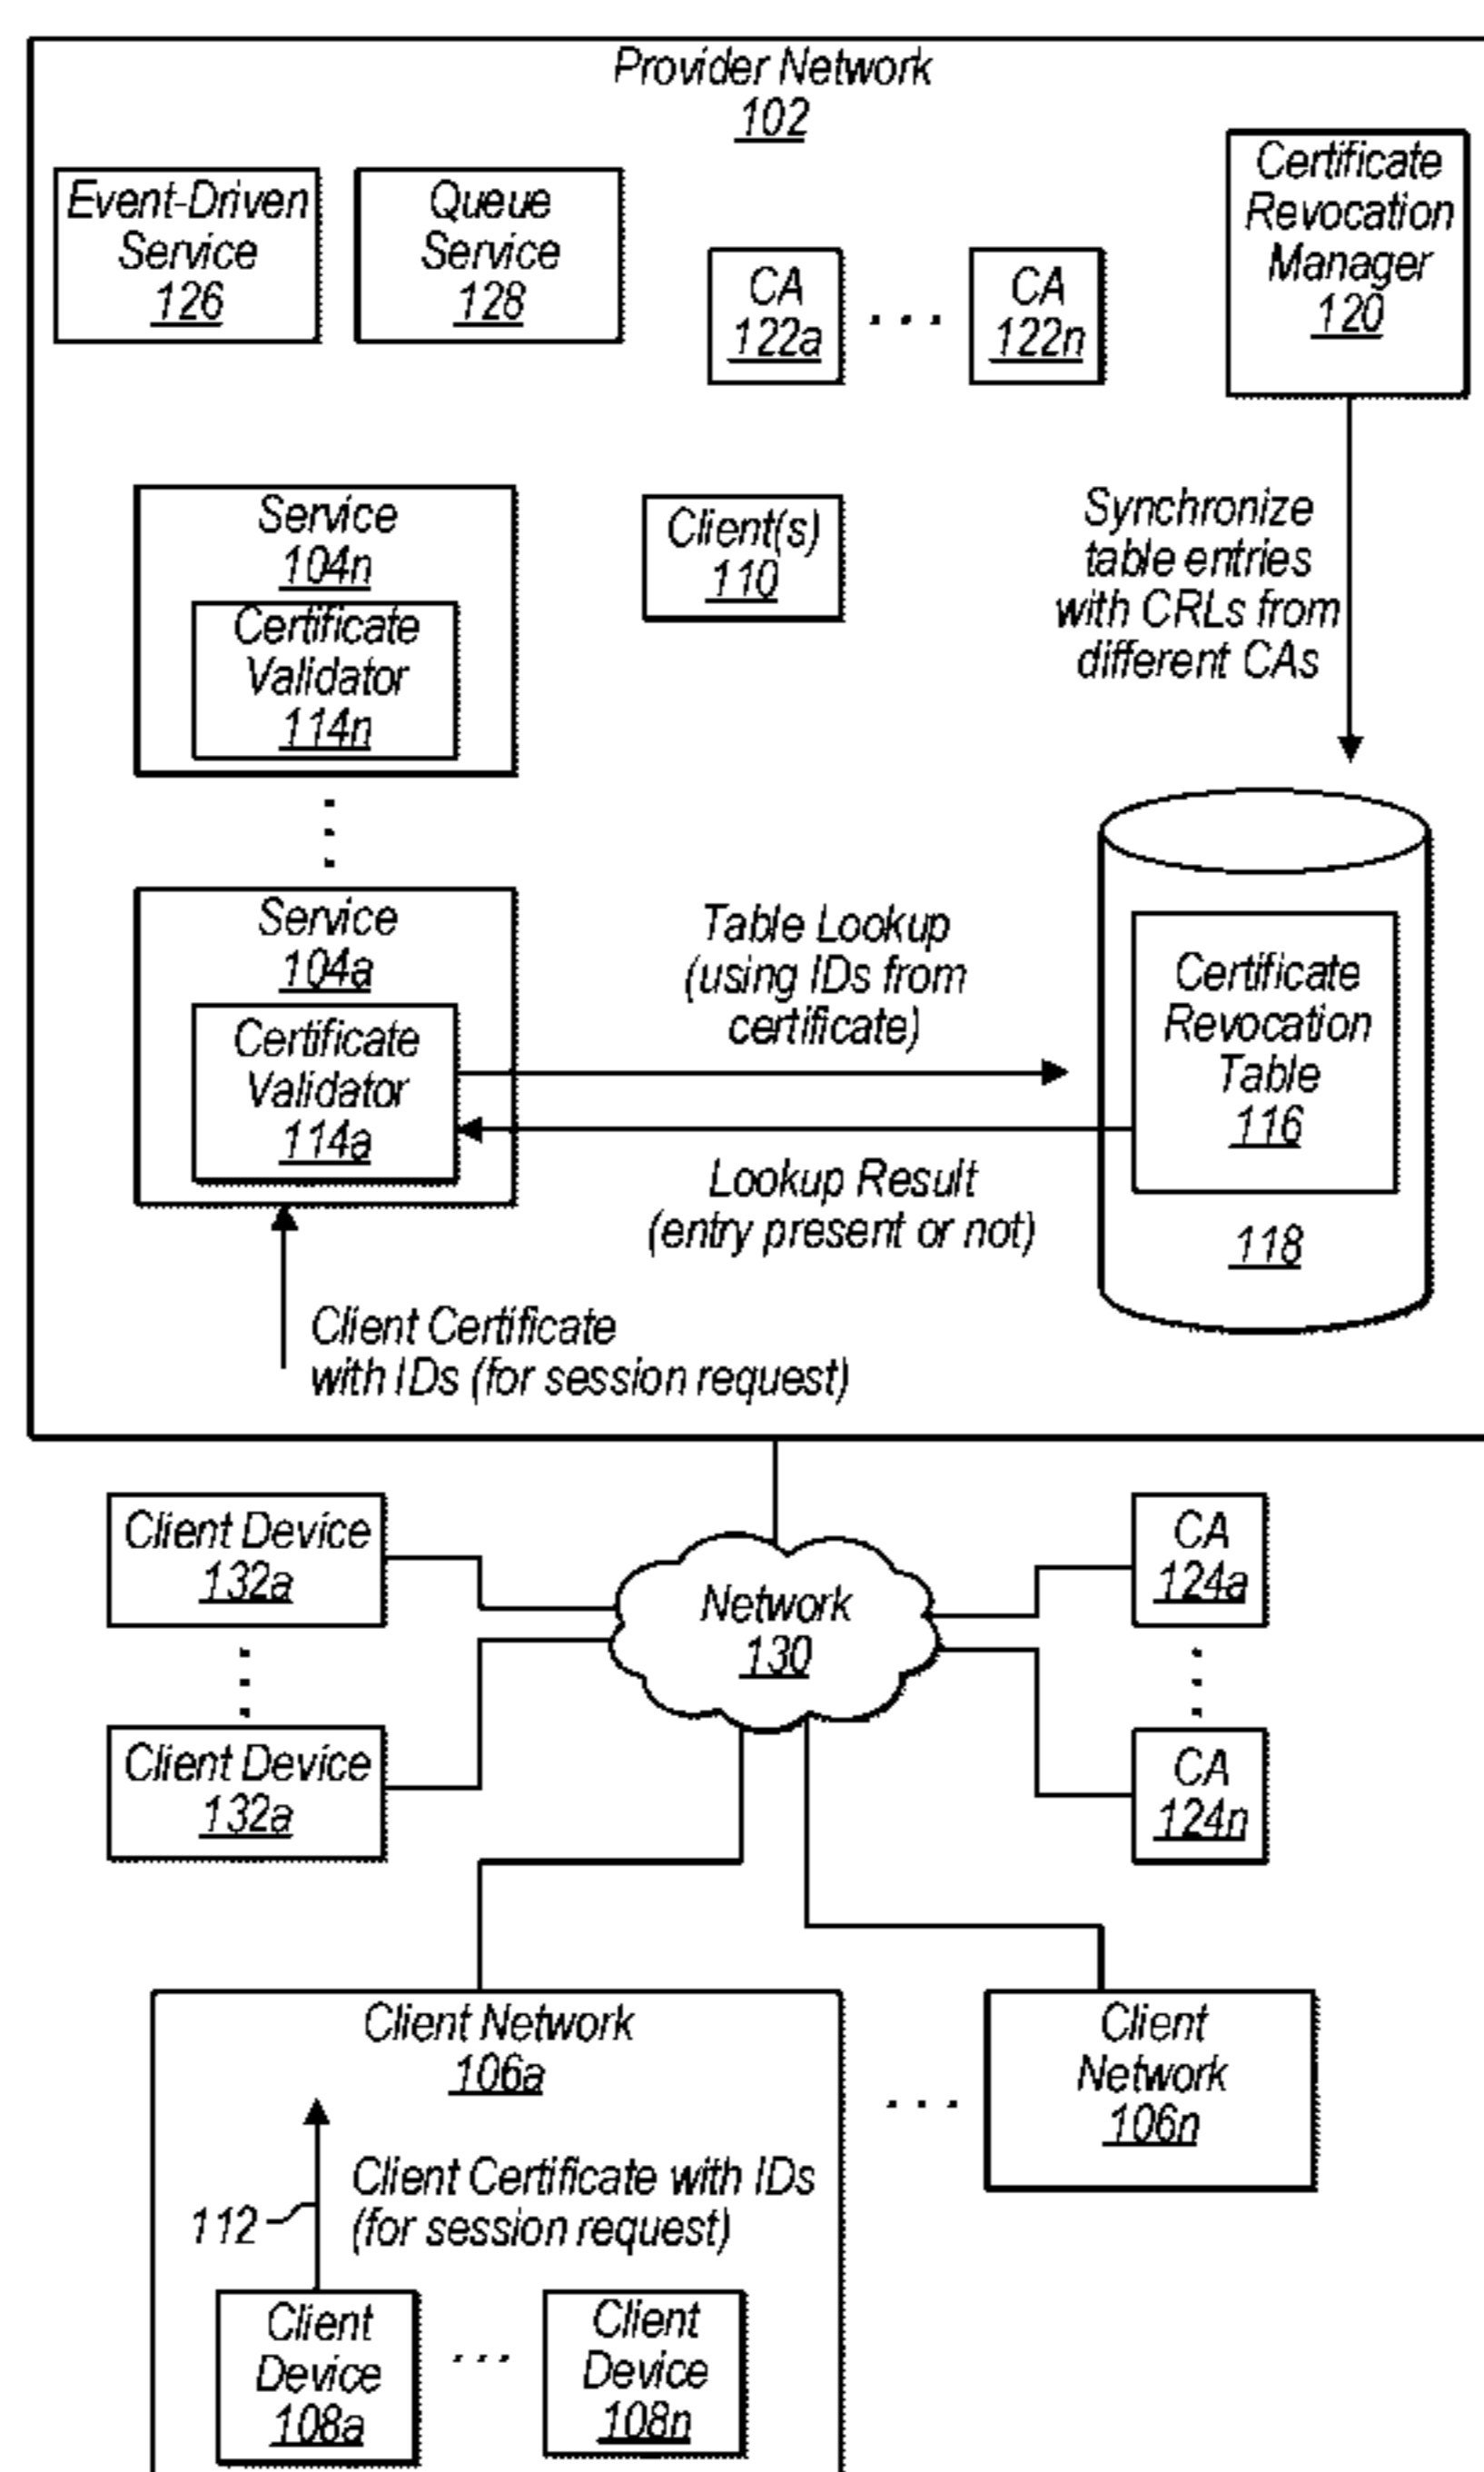 Provider Network
102
Event-Driven
Service
126
Queue
Service
128
CA
122a
. . .
CA
122n
Certificate
Revocation
Manager
120
Service
104n
Certificate
Validator
114n
Client(s)
110
Synchronize
table entries
with CRLs from
different CAs
Service
104a
Certificate
Validator
114a
Table Lookup
(using IDs from
certificate)
Lookup Result
(entry present or not)
Certificate
Revocation
Table
116
118
Client Certificate
with IDs (for session request)
Client Device
132a
Client Device
132a
Network
130
CA
124a
CA
124n
Client Network
106a
112
Client Certificate with IDs
(for session request)
Client
Device
108a
. . .
Client
Device
108n
. . .
Client
Network
106n